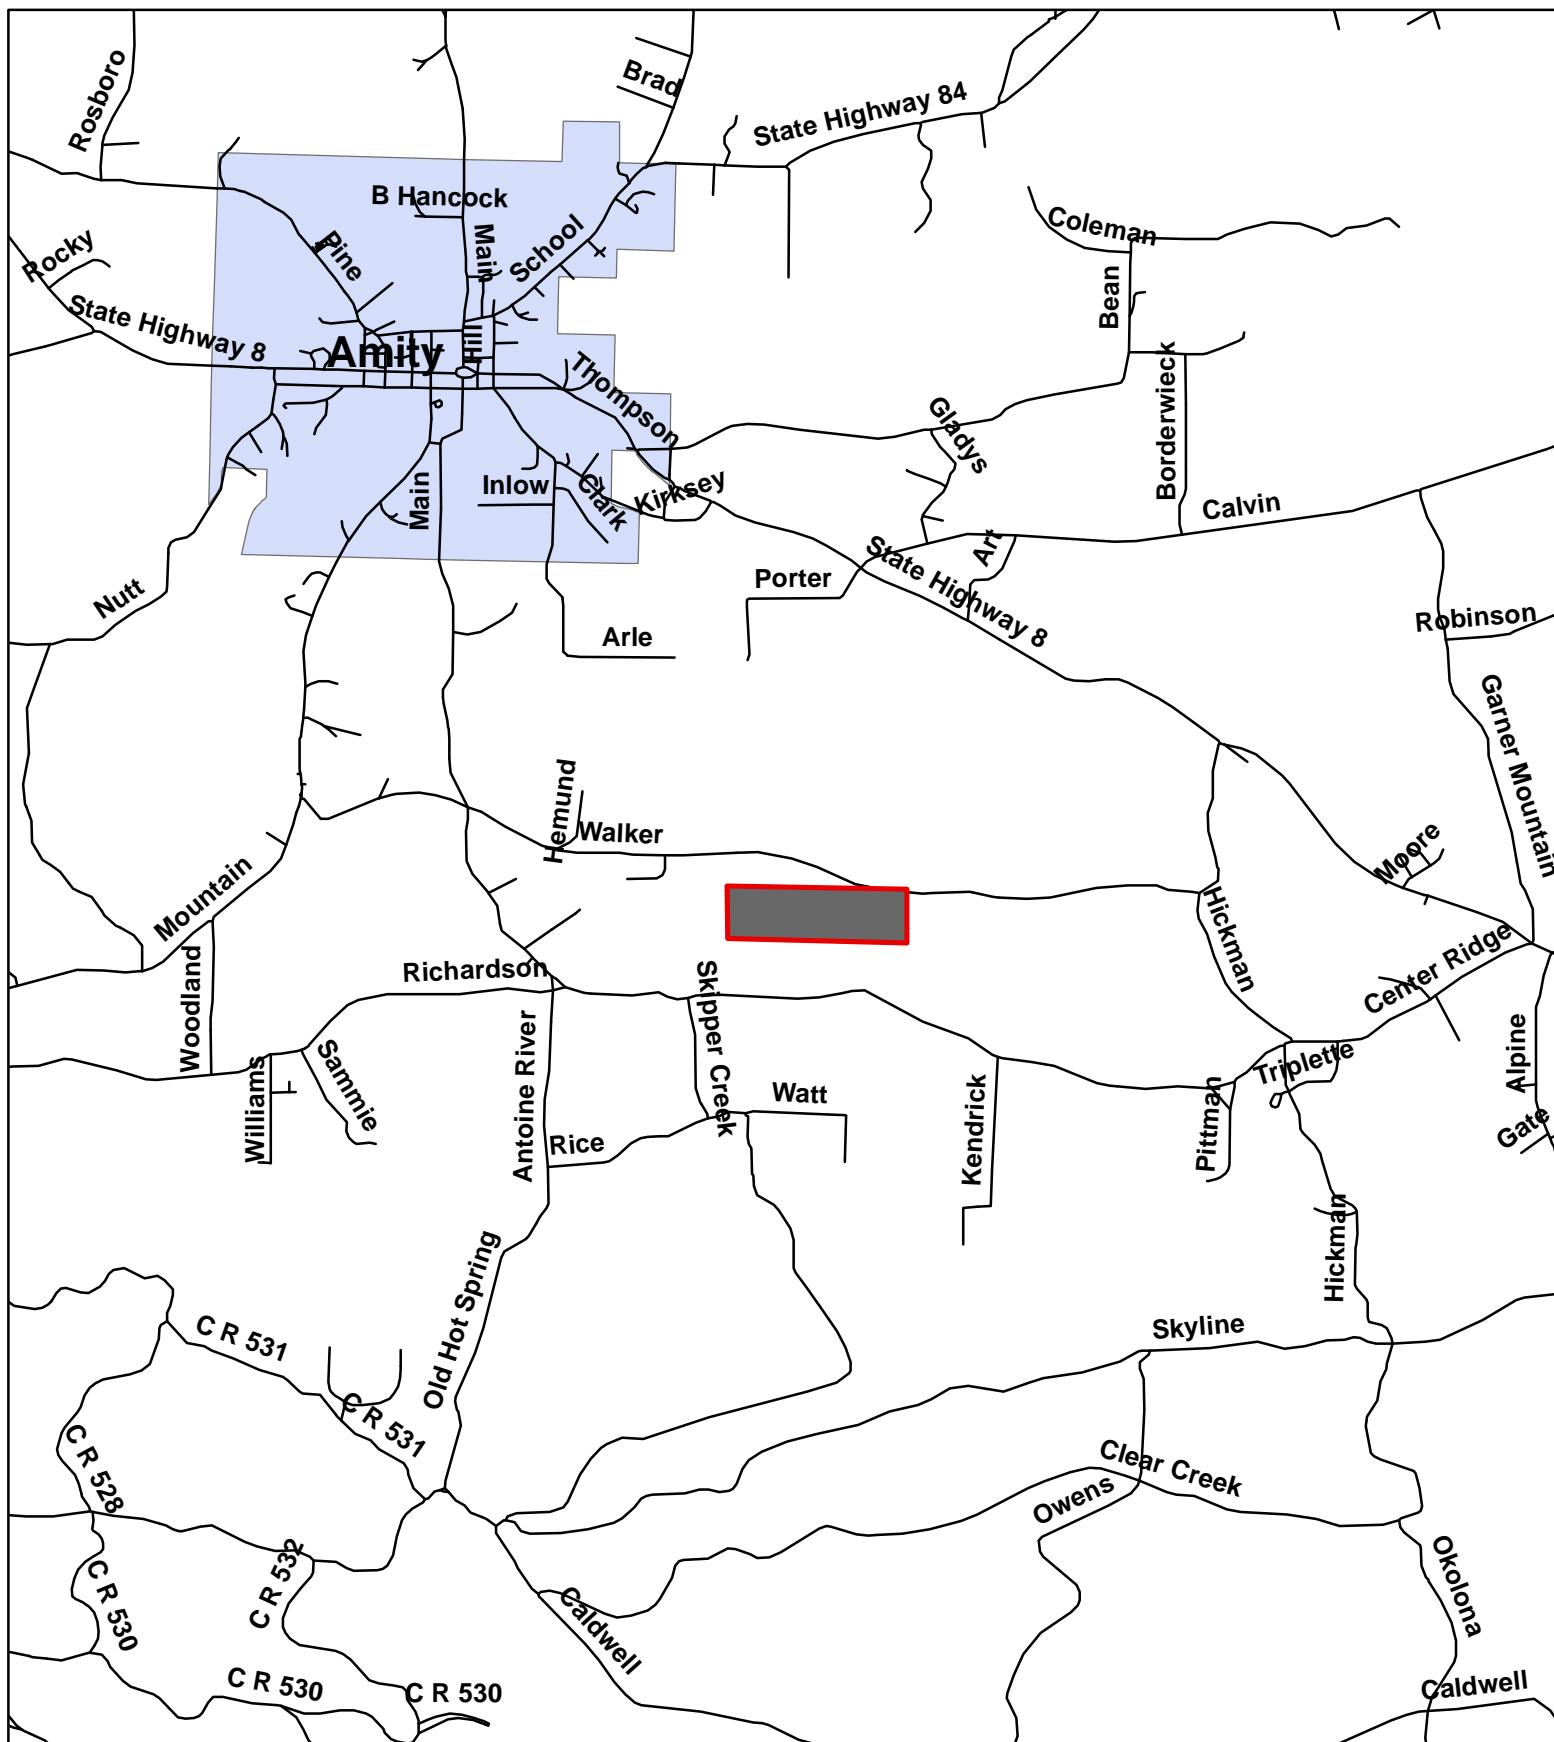 Rosboro
Brad
State Highway 84
B Hancock
Coleman
Rocky
Pine
Main
School
Bean
State Highway 8
Amity
Hill
Thompson
Borderwieck
Gladys
Inlow
Main
Clark
Kirksey
Calvin
Art
State Highway 8
Porter
Nutt
Arle
Robinson
Garner Mountain
Hemund
Walker
Moore
Mountain
Hickman
Center Ridge
Woodland
Richardson
Skipper Creek
Antoine River
Sammie
Williams
Triplette
Alpine
Watt
Kendrick
Pittman
Gate
Rice
Hickman
Old Hot Spring
C R 531
Skyline
C R 531
C R 528
Clear Creek
Owens
C R 532
C R 530
Okolona
Caldwell
C R 530
C R 530
Caldwell